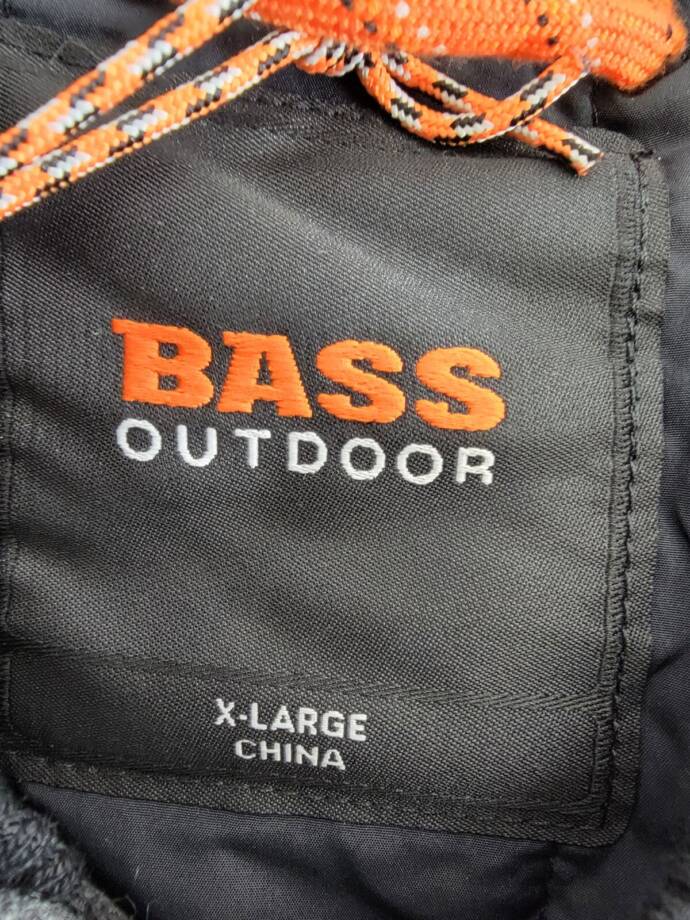 BASS
OUTDOOR
X-LARGE
CHINA